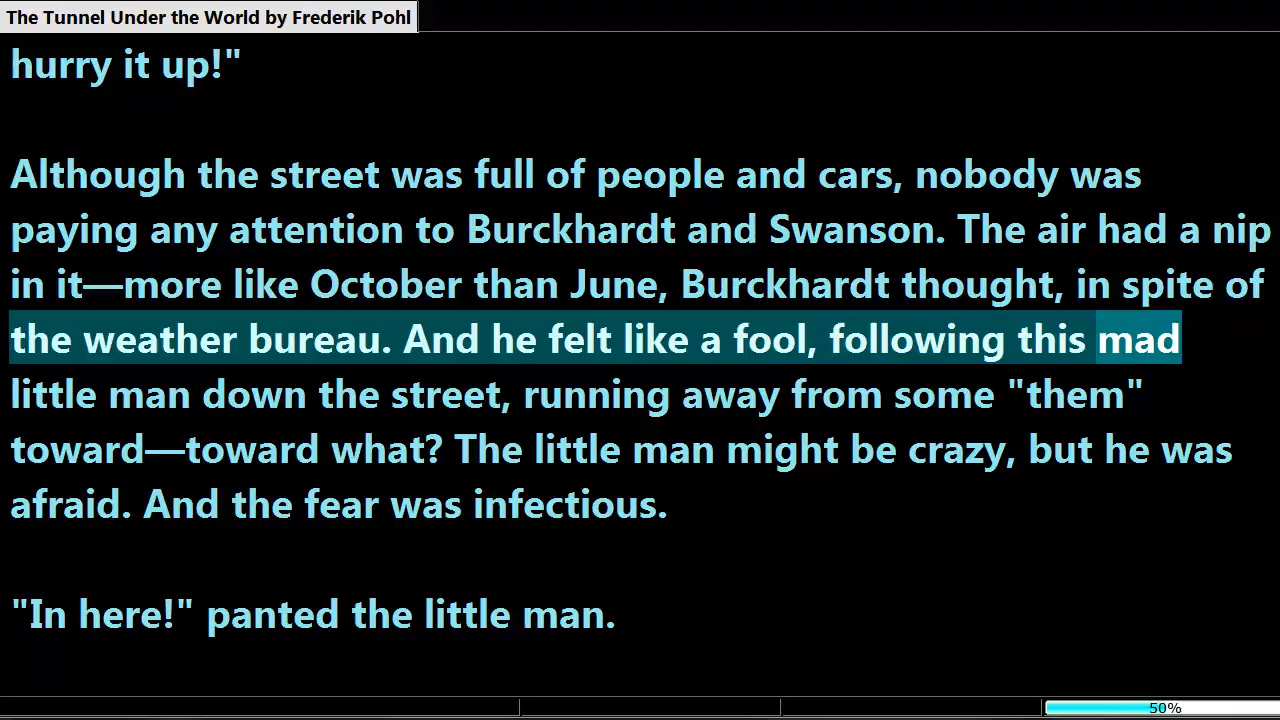 The Tunnel Under the World by Frederik Pohl
hurry it up!"
Although the street was full of people and cars, nobody was
paying any attention to Burckhardt and Swanson. The air had a nip
in it—more like October than June, Burckhardt thought, in spite of
the weather bureau. And he felt like a fool, following this mad
little man down the street, running away from some "them"
toward—toward what? The little man might be crazy, but he was
afraid. And the fear was infectious.
"In here!" panted the little man.
50%